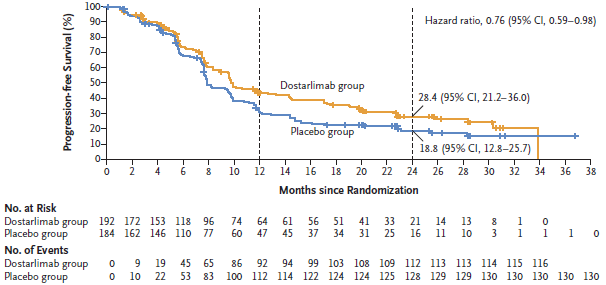 Progression-free Survival (%)
100
90
80
70
60
50
40
30
20
10
0
Hazard ratio, 0.76 (95% CI, 0.59–0.98)
Dostarlimab group
28.4 (95% CI, 21.2–36.0)
Placebo group
18.8 (95% CI, 12.8–25.7)
0 2 4 6 8 10 12 14 16 18 20 22 24 26 28 30 32 34 36 38
Months since Randomization
No. at Risk
Dostarlimab group 192 172 153 118 96 74 64 61 56 51 41 33 21 14 13 8 1 0
Placebo group 184 162 146 110 77 60 47 45 37 34 31 25 16 11 10 3 1 1 1 0
No. of Events
Dostarlimab group 0 9 19 45 65 86 92 94 99 103 108 109 112 113 113 114 115 116
Placebo group 0 10 22 53 83 100 112 114 122 124 124 125 128 129 129 130 130 130 130 130